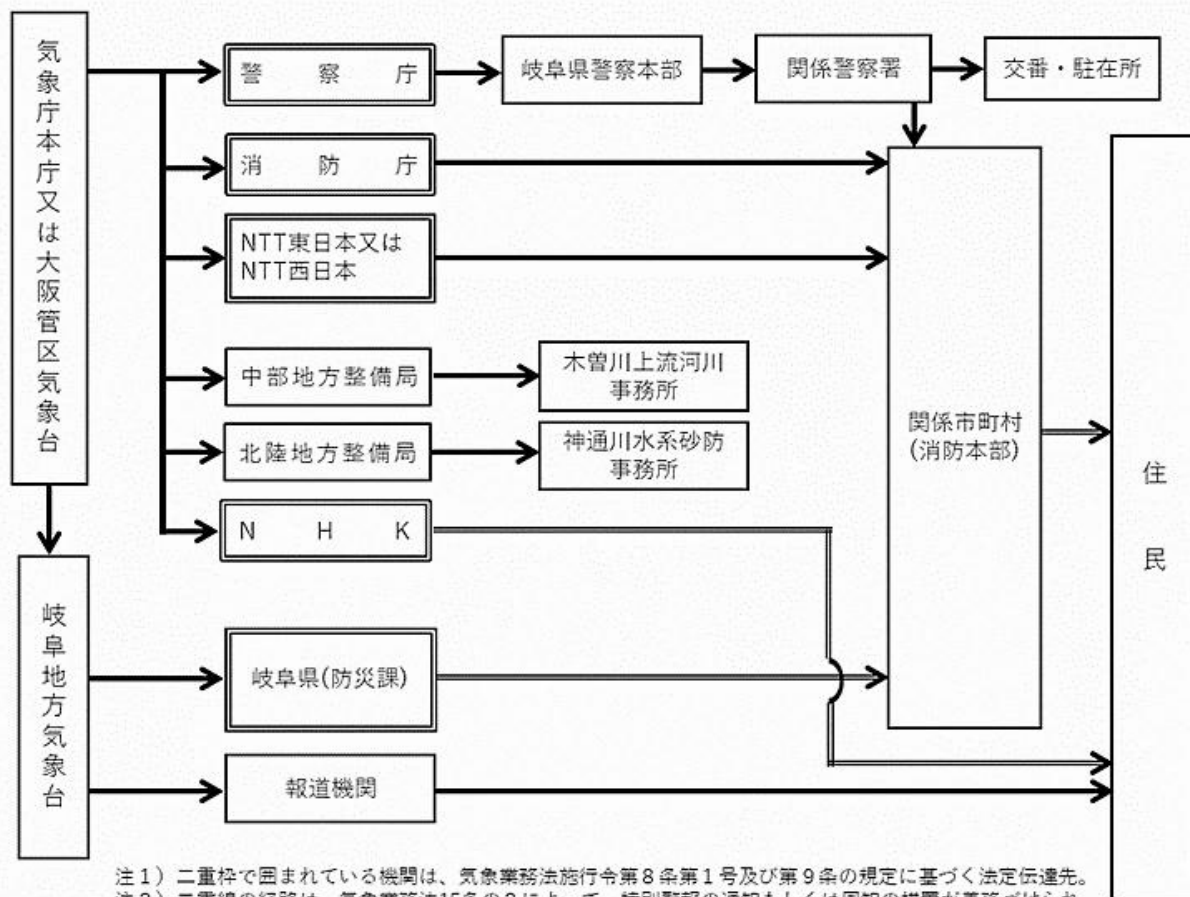 気象庁本庁又は大阪管区気象台
警察庁
岐阜県警察本部
関係警察署
交番・駐在所
消防庁
NTT東日本又は
NTT西日本
中部地方整備局
木曽川上流河川
事務所
北陸地方整備局
神通川水系砂防
事務所
NHK
関係市町村
(消防本部)
住民
岐阜地方気象台
岐阜県(防災課)
報道機関
注1）二重枠で囲まれている機関は、気象業務法施行令第8条第1号及び第9条の規定に基づく法定伝達先。